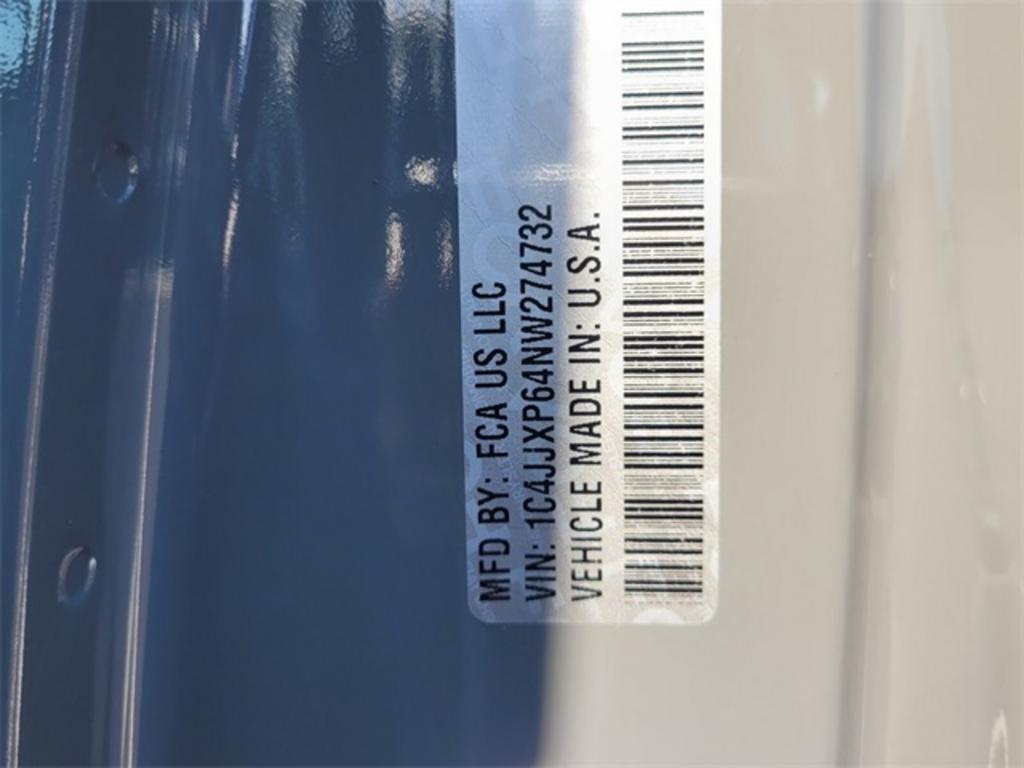 MFD BY: FCA US LLC
VIN: 1C4JJXP64NW274732
VEHICLE MADE IN: U.S.A.